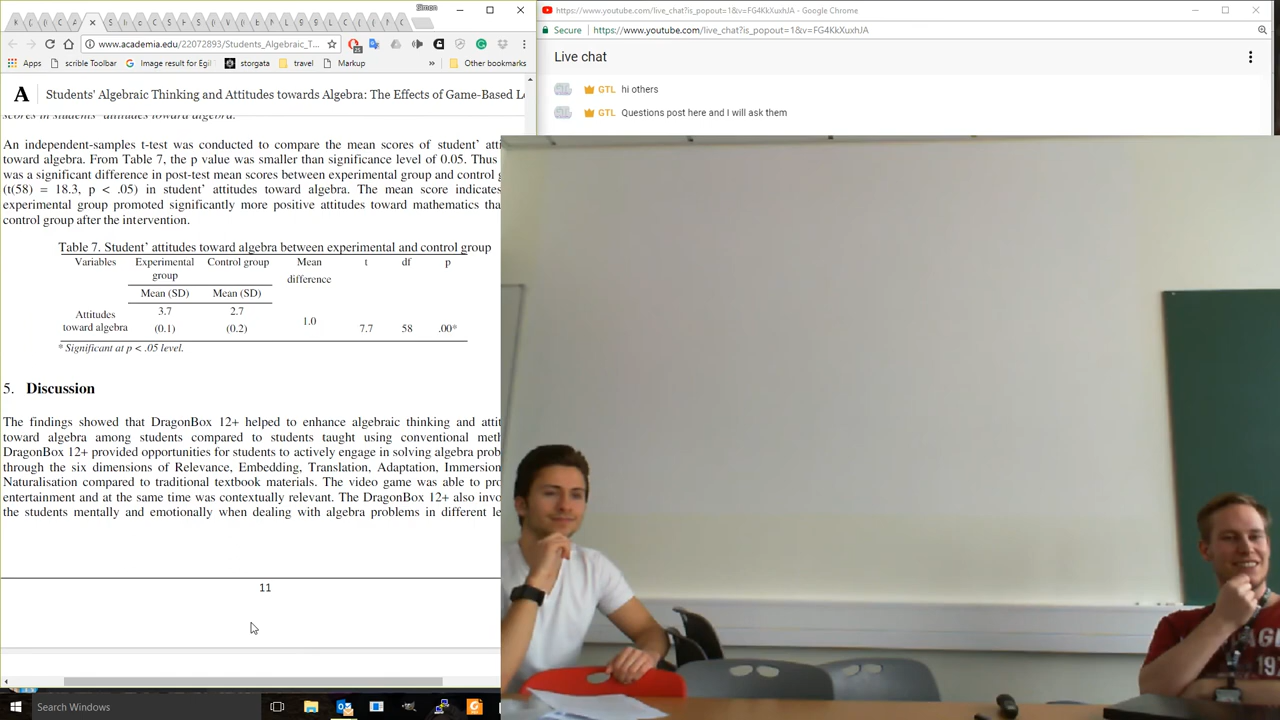 Simon
www.academia.edu/22072893/Students_Algebraic_T...
Apps scrible Toolbar Image result for Egil storgata travel Markup » Other bookmarks
A Students' Algebraic Thinking and Attitudes towards Algebra: The Effects of Game-Based Le
scores in students' attitudes toward algebra.
An independent-samples t-test was conducted to compare the mean scores of student' atti
toward algebra. From Table 7, the p value was smaller than significance level of 0.05. Thus
was a significant difference in post-test mean scores between experimental group and control g
(t(58) = 18.3, p < .05) in student' attitudes toward algebra. The mean score indicates
experimental group promoted significantly more positive attitudes toward mathematics tha
control group after the intervention.
Table 7. Student' attitudes toward algebra between experimental and control group
Variables Experimental group Control group Mean difference t df p
Mean (SD) Mean (SD)
Attitudes toward algebra 3.7 (0.1) 2.7 (0.2) 1.0 7.7 58 .00*
* Significant at p < .05 level.
5. Discussion
The findings showed that DragonBox 12+ helped to enhance algebraic thinking and attit
toward algebra among students compared to students taught using conventional meth
DragonBox 12+ provided opportunities for students to actively engage in solving algebra prob
through the six dimensions of Relevance, Embedding, Translation, Adaptation, Immersion
Naturalisation compared to traditional textbook materials. The video game was able to pro
entertainment and at the same time was contextually relevant. The DragonBox 12+ also invo
the students mentally and emotionally when dealing with algebra problems in different le
11
Search Windows
https://www.youtube.com/live_chat?is_popout=1&v=FG4KkXuxhJA - Google Chrome
Secure https://www.youtube.com/live_chat?is_popout=1&v=FG4KkXuxhJA
Live chat
GTL hi others
GTL Questions post here and I will ask them